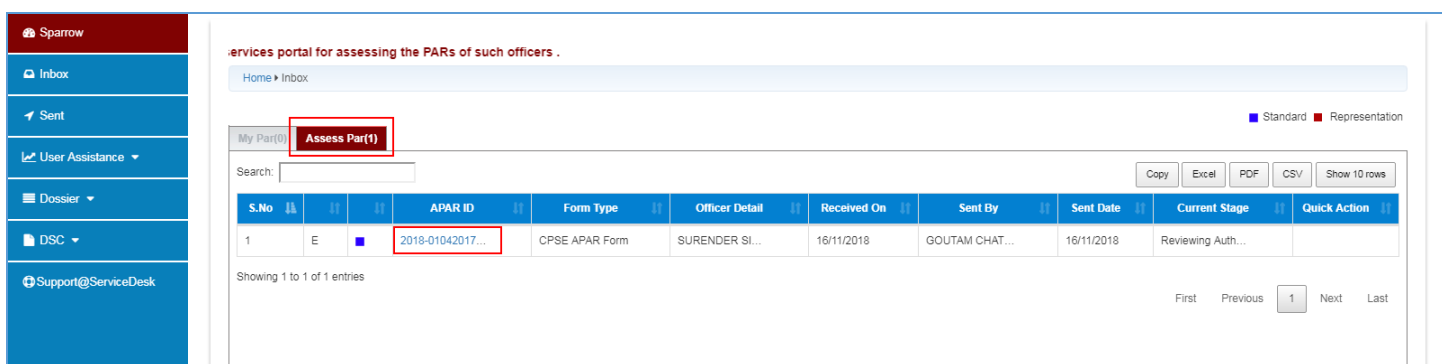 Sparrow
Inbox
Sent
User Assistance
Dossier
DSC
Support@ServiceDesk
services portal for assessing the PARs of such officers .
Home Inbox
Standard Representation
My Par(0) Assess Par(1)
Search: Copy Excel PDF CSV Show 10 rows
S.No APAR ID Form Type Officer Detail Received On Sent By Sent Date Current Stage Quick Action
1 E 2018-01042017... CPSE APAR Form SURENDER SI... 16/11/2018 GOUTAM CHAT... 16/11/2018 Reviewing Auth...
Showing 1 to 1 of 1 entries
First Previous 1 Next Last